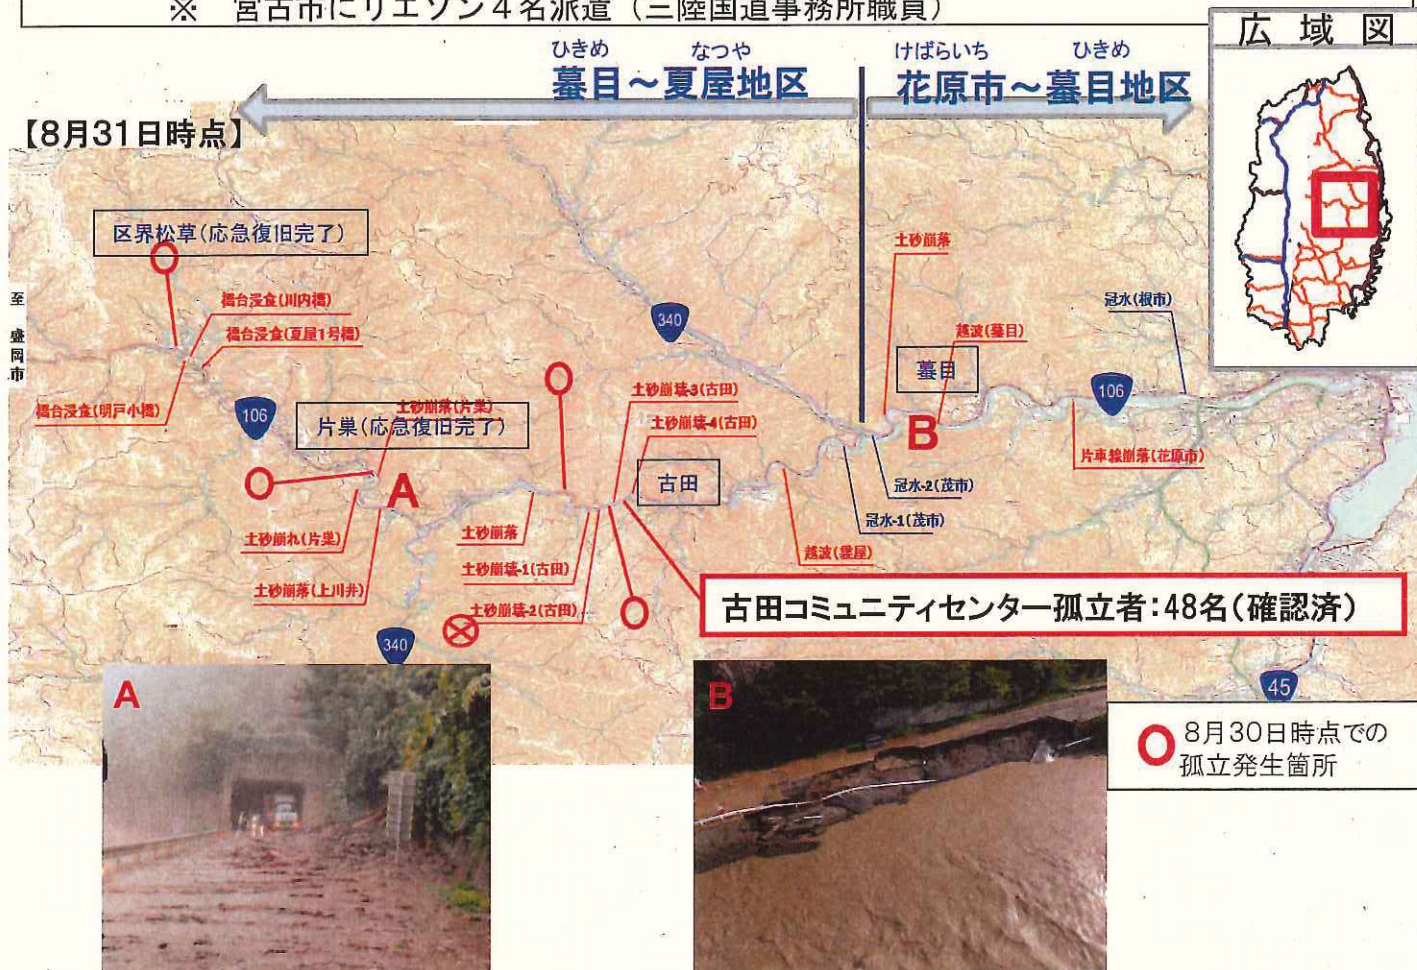 ※ 宮古市にリエゾン4名派遣(三陸国道事務所職員)
ひきめ なつや
蟇目~夏屋地区
けばらいち ひきめ
花原市~蟇目地区
広域図
【8月31日時点】
区界松草(応急復旧完了)
至 盛岡市
橋台浸食(川内橋)
橋台浸食(夏屋1号橋)
橋台浸食(明戸小橋)
106
土砂崩落(片巣)
片巣(応急復旧完了)
A
土砂崩れ(片巣)
土砂崩落(上川井)
340
土砂崩落
土砂崩壊-1(古田)
土砂崩壊-2(古田)
土砂崩壊-3(古田)
土砂崩壊-4(古田)
古田
340
土砂崩落
越波(蟇目)
蟇目
B
冠水(根市)
106
片車線崩落(花原市)
冠水-2(茂市)
冠水-1(茂市)
越波(蟇屋)
古田コミュニティセンター孤立者:48名(確認済)
45
A
B
8月30日時点での
孤立発生箇所